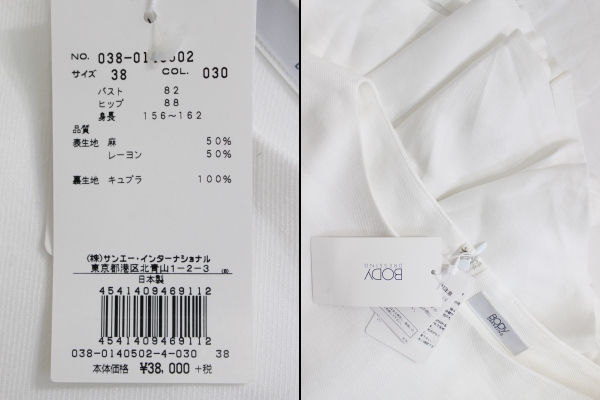 NO. 038-0140502
サイズ 38 COL. 030
バスト 82
ヒップ 88
身長 156～162
品質
表生地 麻 50%
レーヨン 50%
裏生地 キュプラ 100%
(株)サンエー・インターナショナル
東京都港区北青山1-2-3
日本製
4541409469112
4541409469112
038-0140502-4-030 38
本体価格 ¥38,000+税
BODY
DRESSING
BODY
DRESSING